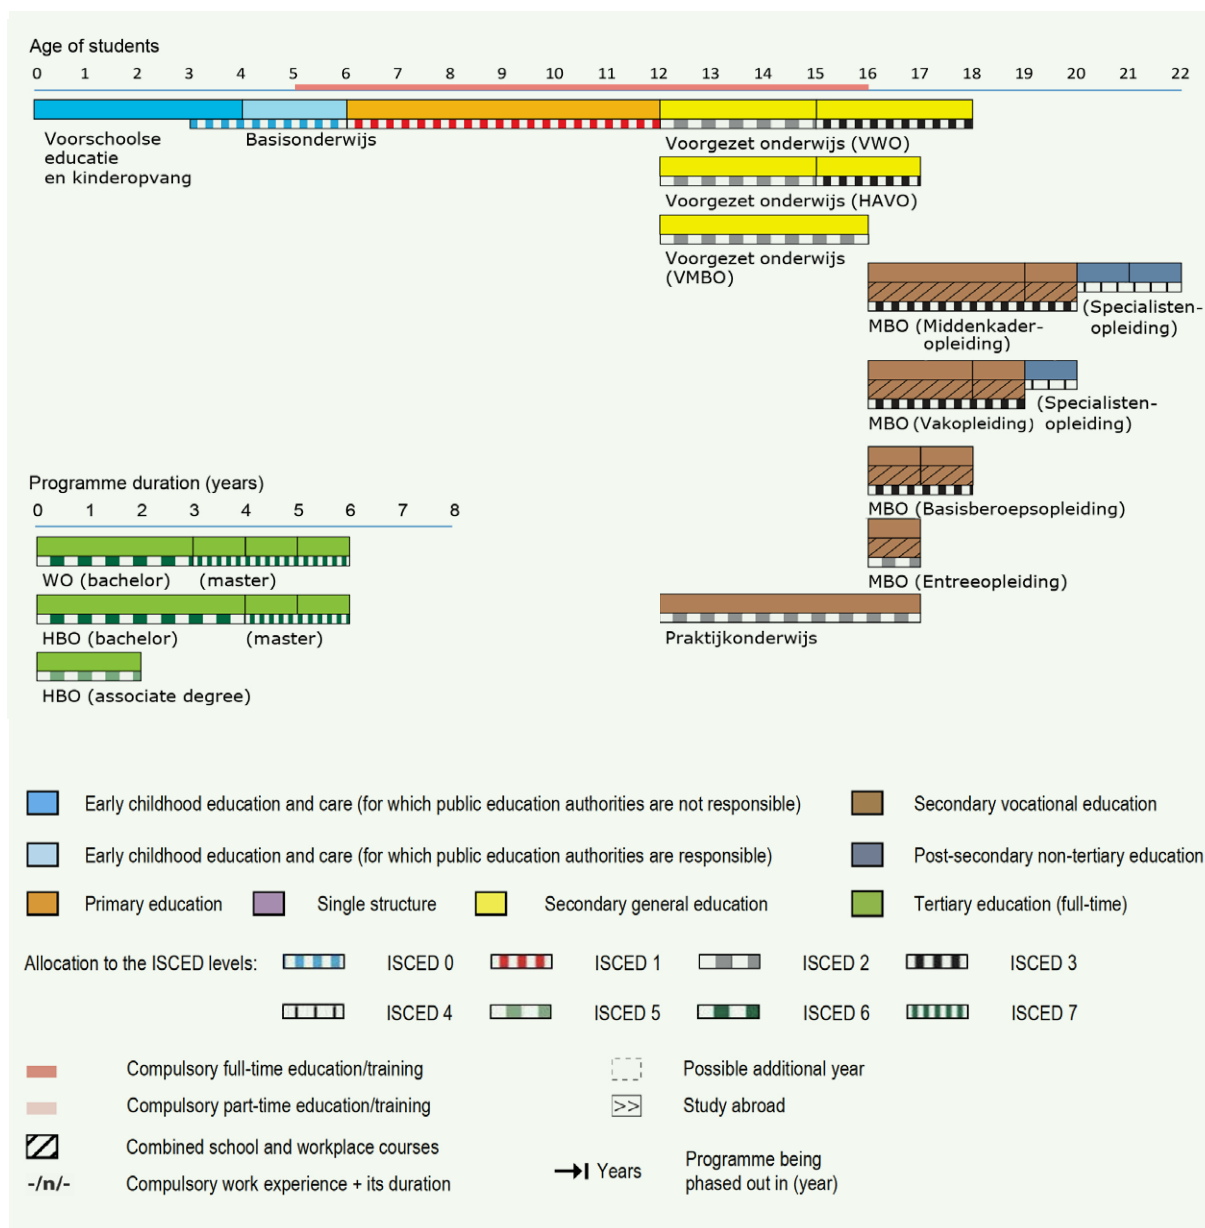 Age of students
0 1 2 3 4 5 6 7 8 9 10 11 12 13 14 15 16 17 18 19 20 21 22
Voorschoolse
educatie
en kinderopvang
Basisonderwijs
Voorgezet onderwijs (VWO)
Voorgezet onderwijs (HAVO)
Voorgezet onderwijs
(VMBO)
MBO (Middenkader-
opleiding)
(Specialisten-
opleiding)
MBO (Vakopleiding)
(Specialisten-
opleiding)
MBO (Basisberoepsopleiding)
MBO (Entreeopleiding)
Praktijkonderwijs
Programme duration (years)
0 1 2 3 4 5 6 7 8
WO (bachelor) (master)
HBO (bachelor) (master)
HBO (associate degree)
Early childhood education and care (for which public education authorities are not responsible)
Secondary vocational education
Early childhood education and care (for which public education authorities are responsible)
Post-secondary non-tertiary education
Primary education
Single structure
Secondary general education
Tertiary education (full-time)
Allocation to the ISCED levels:
ISCED 0
ISCED 1
ISCED 2
ISCED 3
ISCED 4
ISCED 5
ISCED 6
ISCED 7
Compulsory full-time education/training
Possible additional year
Compulsory part-time education/training
>> Study abroad
Combined school and workplace courses
-/n/- Compulsory work experience + its duration
Years
Programme being
phased out in (year)